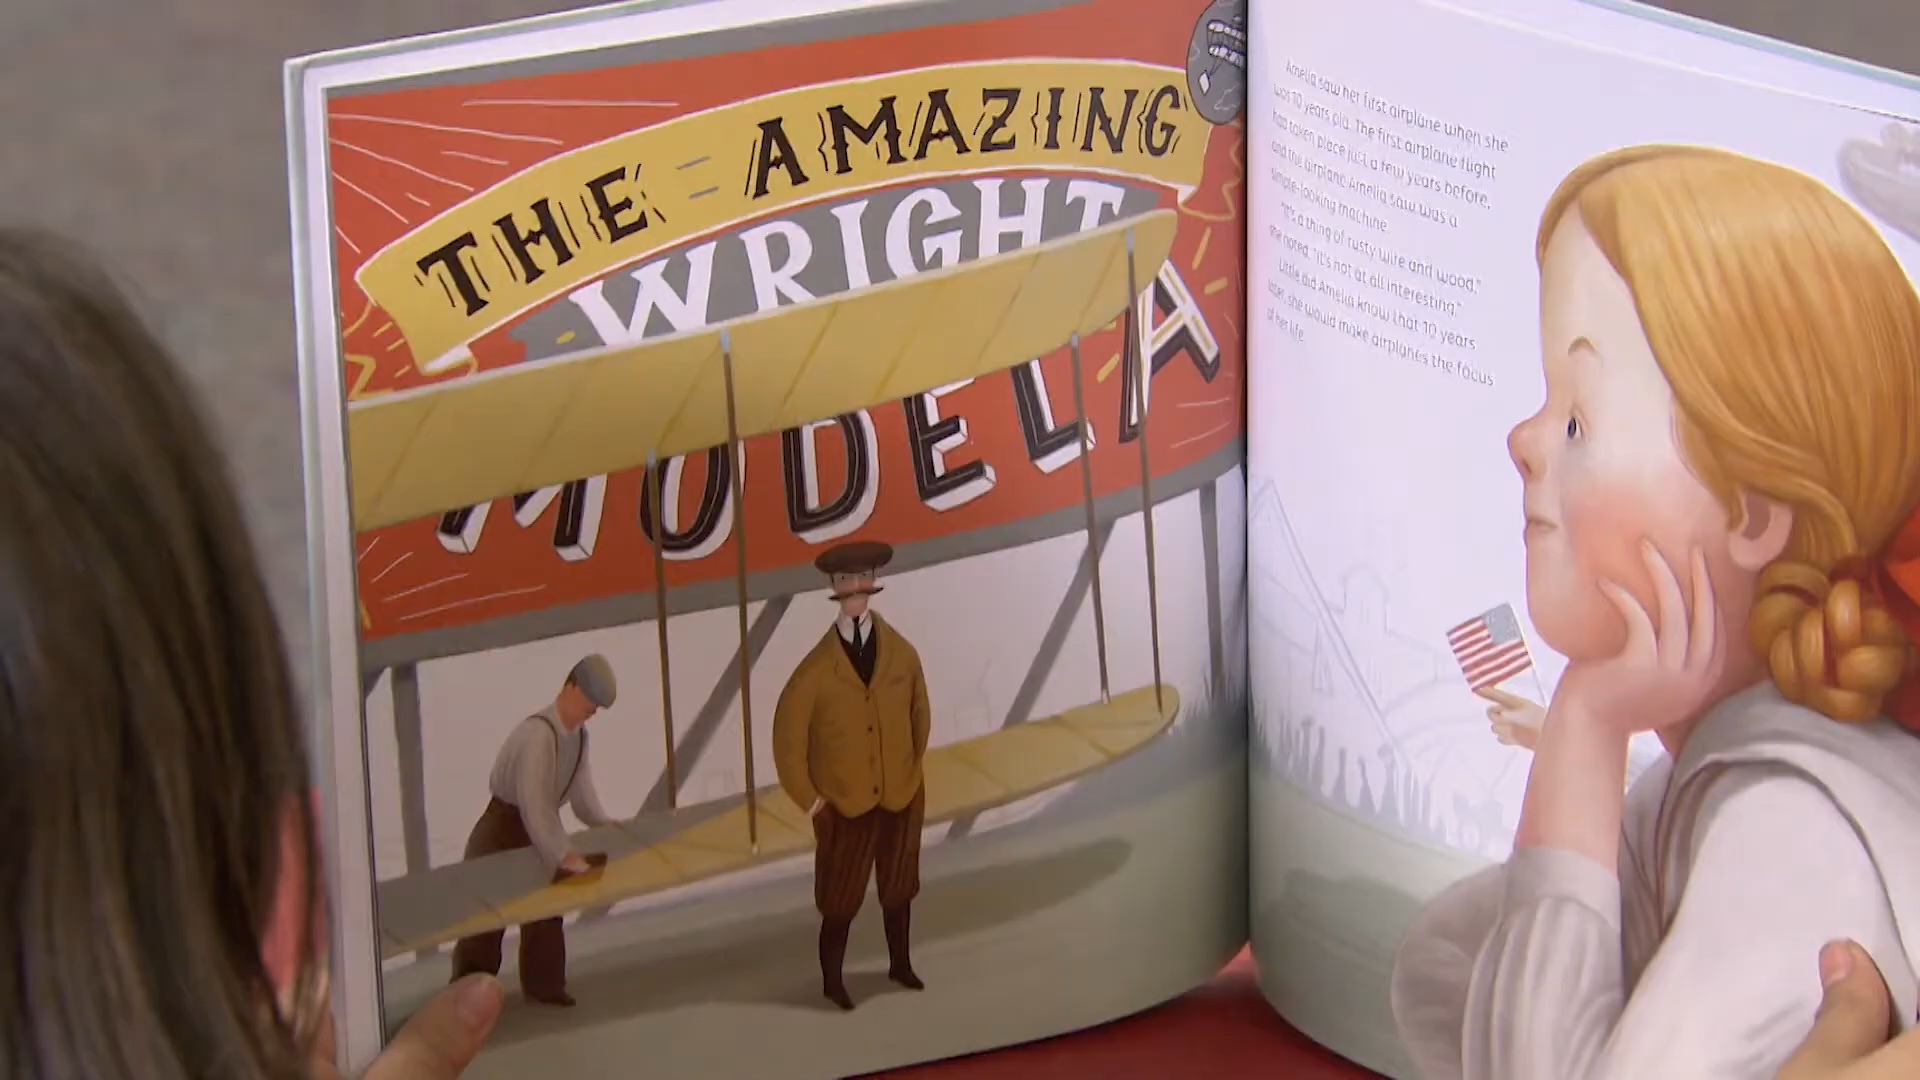 THE AMAZING
WRIGHT
MODEL A
Amelia saw her first airplane when she
was 10 years old. The first airplane flight
had taken place just a few years before,
and the airplane Amelia saw was a
simple-looking machine.
"It's a thing of rusty wire and wood,"
she noted. "It's not at all interesting."
Little did Amelia know that 10 years
later, she would make airplanes the focus
of her life.